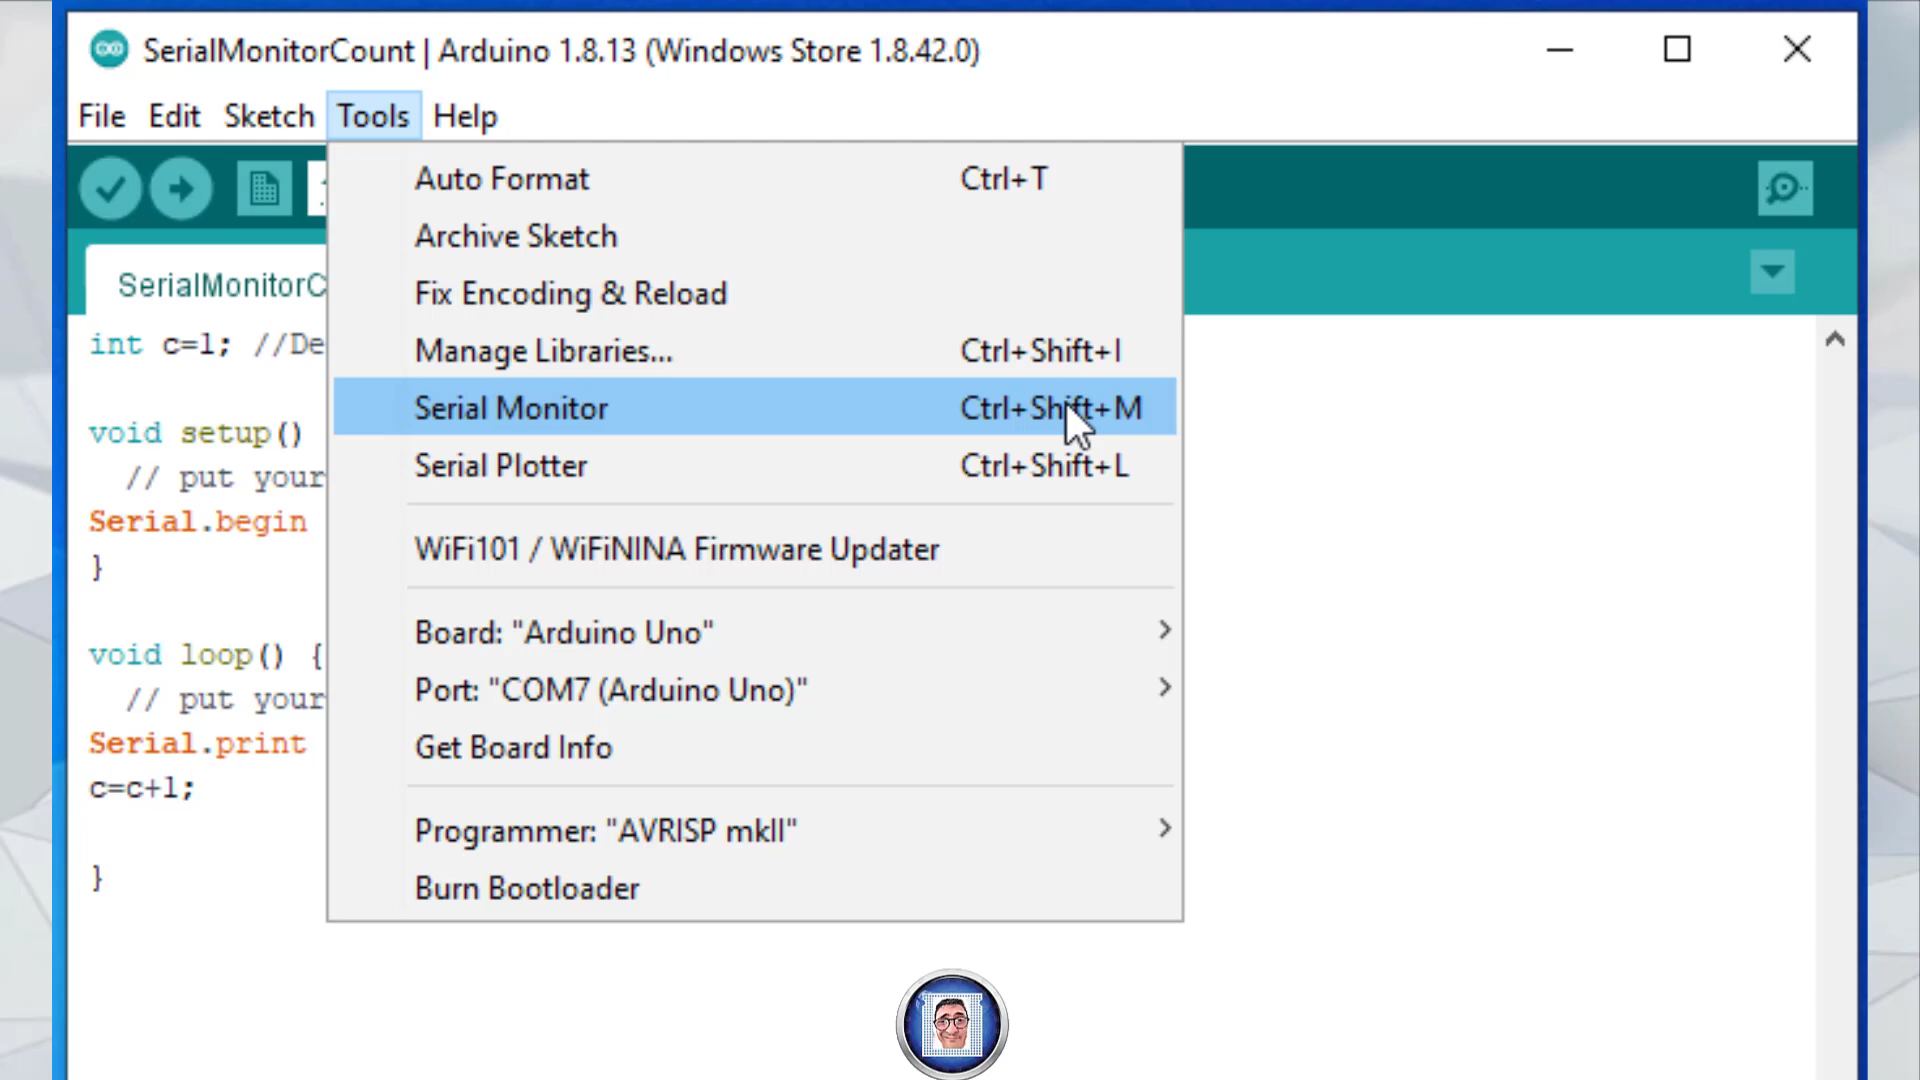 SerialMonitorCount | Arduino 1.8.13 (Windows Store 1.8.42.0)
File Edit Sketch Tools Help
Auto Format Ctrl+T
Archive Sketch
Fix Encoding & Reload
Manage Libraries... Ctrl+Shift+I
Serial Monitor Ctrl+Shift+M
Serial Plotter Ctrl+Shift+L
WiFi101 / WiFiNINA Firmware Updater
Board: "Arduino Uno"
Port: "COM7 (Arduino Uno)"
Get Board Info
Programmer: "AVRISP mkII"
Burn Bootloader
SerialMonitorC
int c=1; //De
void setup()
// put your
Serial.begin
}
void loop() {
// put your
Serial.print
c=c+1;
}